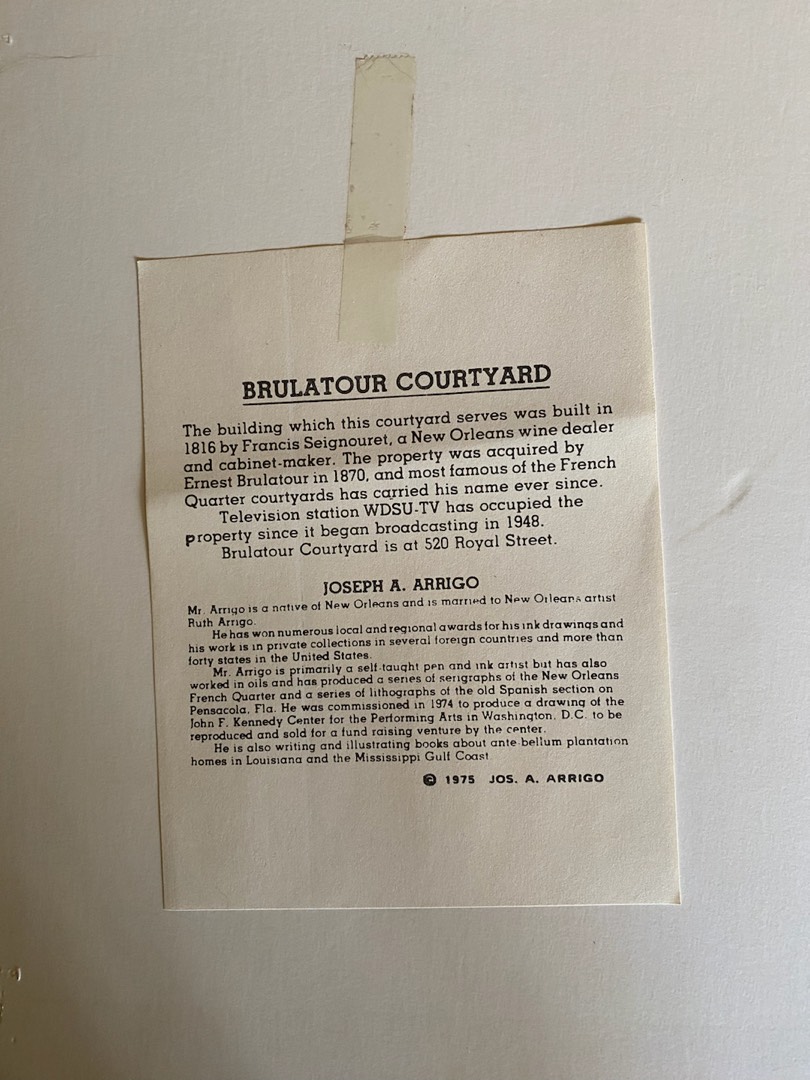 BRULATOUR COURTYARD
The building which this courtyard serves was built in
1816 by Francis Seignouret, a New Orleans wine dealer
and cabinet-maker. The property was acquired by
Ernest Brulatour in 1870, and most famous of the French
Quarter courtyards has carried his name ever since.
Television station WDSU-TV has occupied the
property since it began broadcasting in 1948.
Brulatour Courtyard is at 520 Royal Street.
JOSEPH A. ARRIGO
Mr. Arrigo is a native of New Orleans and is married to New Orleans artist
Ruth Arrigo.
He has won numerous local and regional awards for his ink drawings and
his work is in private collections in several foreign countries and more than
forty states in the United States.
Mr. Arrigo is primarily a self-taught pen and ink artist but has also
worked in oils and has produced a series of serigraphs of the New Orleans
French Quarter and a series of lithographs of the old Spanish section on
Pensacola, Fla. He was commissioned in 1974 to produce a drawing of the
John F. Kennedy Center for the Performing Arts in Washington, D.C. to be
reproduced and sold for a fund raising venture by the center.
He is also writing and illustrating books about ante-bellum plantation
homes in Louisiana and the Mississippi Gulf Coast
© 1975 JOS. A. ARRIGO